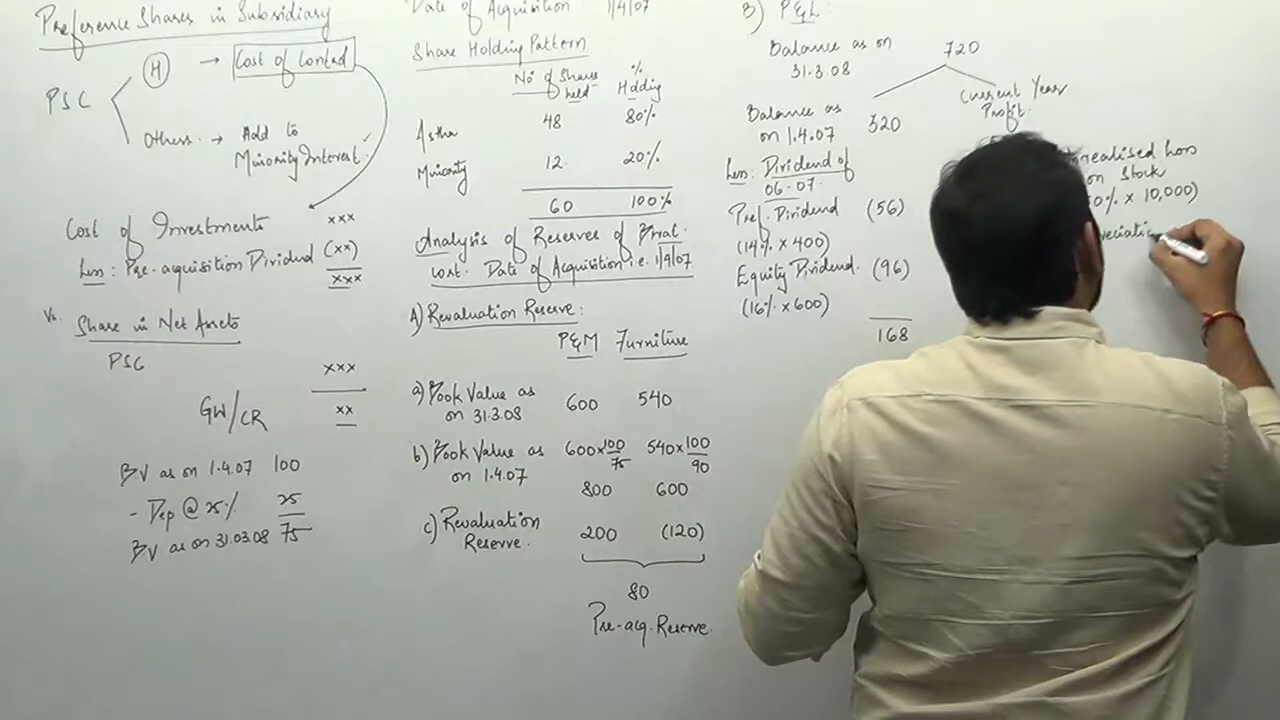 Preference Shares in Subsidiary
PSC
H → Cost of Control
Others → Add to
Minority Interest
Cost of Investments xxx
Less: Pre-acquisition Dividend (xx)
xxx
Vs.
Share in Net Assets
PSC xxx
GW/CR xx
BV as on 1.4.07 100
- Dep @ 25% 25
BV as on 31.03.08 75
Date of Acquisition 1/4/07
Share Holding Pattern
No of Shares held % Holding
Astha 48 80%
Minority 12 20%
60 100%
Analysis of Reserves of
Date of Acquisition i.e. 1/9/07
A) Revaluation Reserve:
P&M Furniture
a) Book Value as
on 31.3.08 600 540
b) Book Value as
on 1.4.07 600x100/75 540x100/90
800 600
c) Revaluation
Reserve. 200 (120)
80
Pre-acq. Reserve.
B) P&L:
Balance as on
31.3.08 720
Balance as
on 1.4.07 320
Current Year
Profit.
Less: Dividend of
06-07.
Pref. Dividend (56)
(14% x 400)
Equity Dividend. (96)
(16% x 600)
168
Unrealised Loss
on Stock
0% x 10,000)